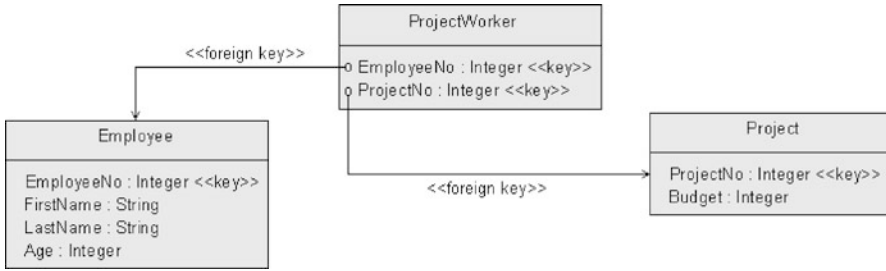 ProjectWorker
<<foreign key>>
EmployeeNo : Integer <<key>>
ProjectNo : Integer <<key>>
Employee
EmployeeNo : Integer <<key>>
FirstName : String
LastName : String
Age : Integer
<<foreign key>>
Project
ProjectNo : Integer <<key>>
Budget : Integer